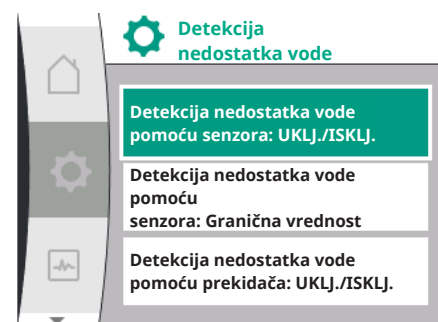 Detekcija
nedostatka vode
Detekcija nedostatka vode
pomoću senzora: UKLJ./ISKLJ.
Detekcija nedostatka vode
pomoću
senzora: Granična vrednost
Detekcija nedostatka vode
pomoću prekidača: UKLJ./ISKLJ.